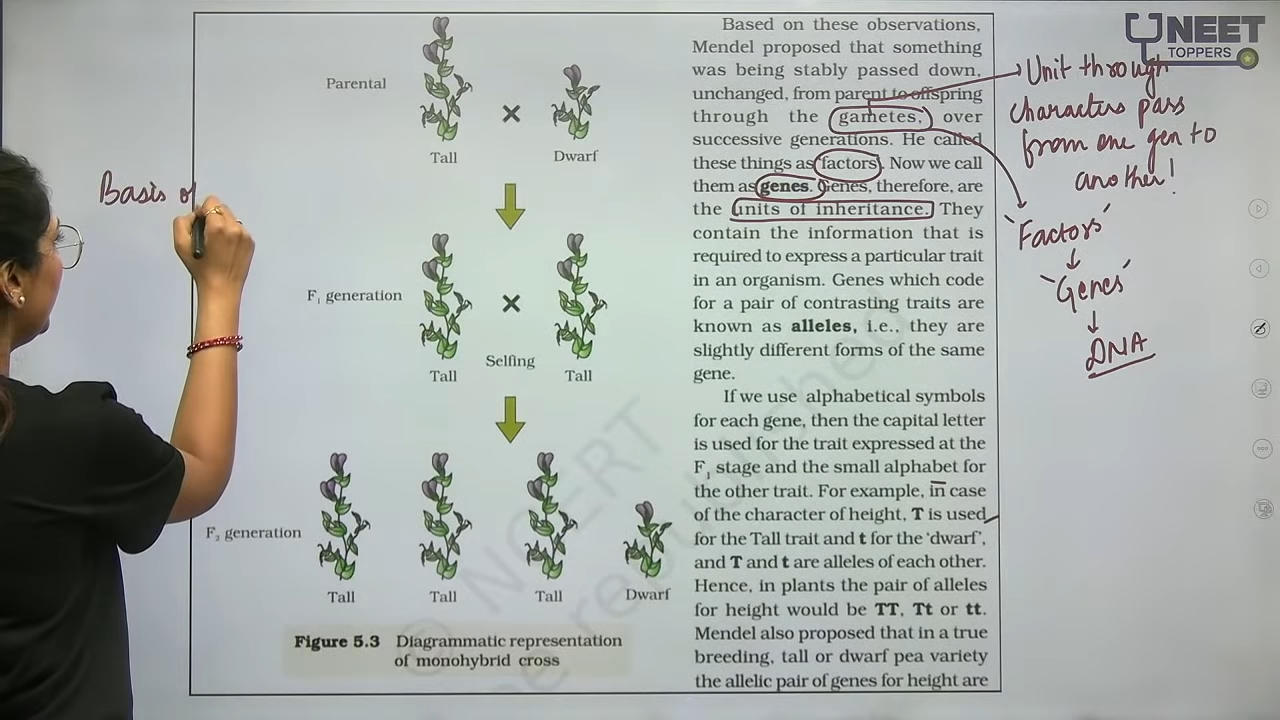 NEET
TOPPERS
Basis of
Parental
Tall
Dwarf
F₁ generation
Selfing
Tall
Tall
F₂ generation
Tall
Tall
Tall
Dwarf
Figure 5.3 Diagrammatic representation
of monohybrid cross
Based on these observations,
Mendel proposed that something
was being stably passed down,
unchanged, from parent to offspring
through the gametes, over
successive generations. He called
these things as factors. Now we call
them as genes. Genes, therefore, are
the units of inheritance. They
contain the information that is
required to express a particular trait
in an organism. Genes which code
for a pair of contrasting traits are
known as alleles, i.e., they are
slightly different forms of the same
gene.
If we use alphabetical symbols
for each gene, then the capital letter
is used for the trait expressed at the
F₁ stage and the small alphabet for
the other trait. For example, in case
of the character of height, T is used
for the Tall trait and t for the ‘dwarf’,
and T and t are alleles of each other.
Hence, in plants the pair of alleles
for height would be TT, Tt or tt.
Mendel also proposed that in a true
breeding, tall or dwarf pea variety
the allelic pair of genes for height are
Unit through
characters pass
from one gen to
another!
'Factors'
'Genes'
DNA
© NCERT